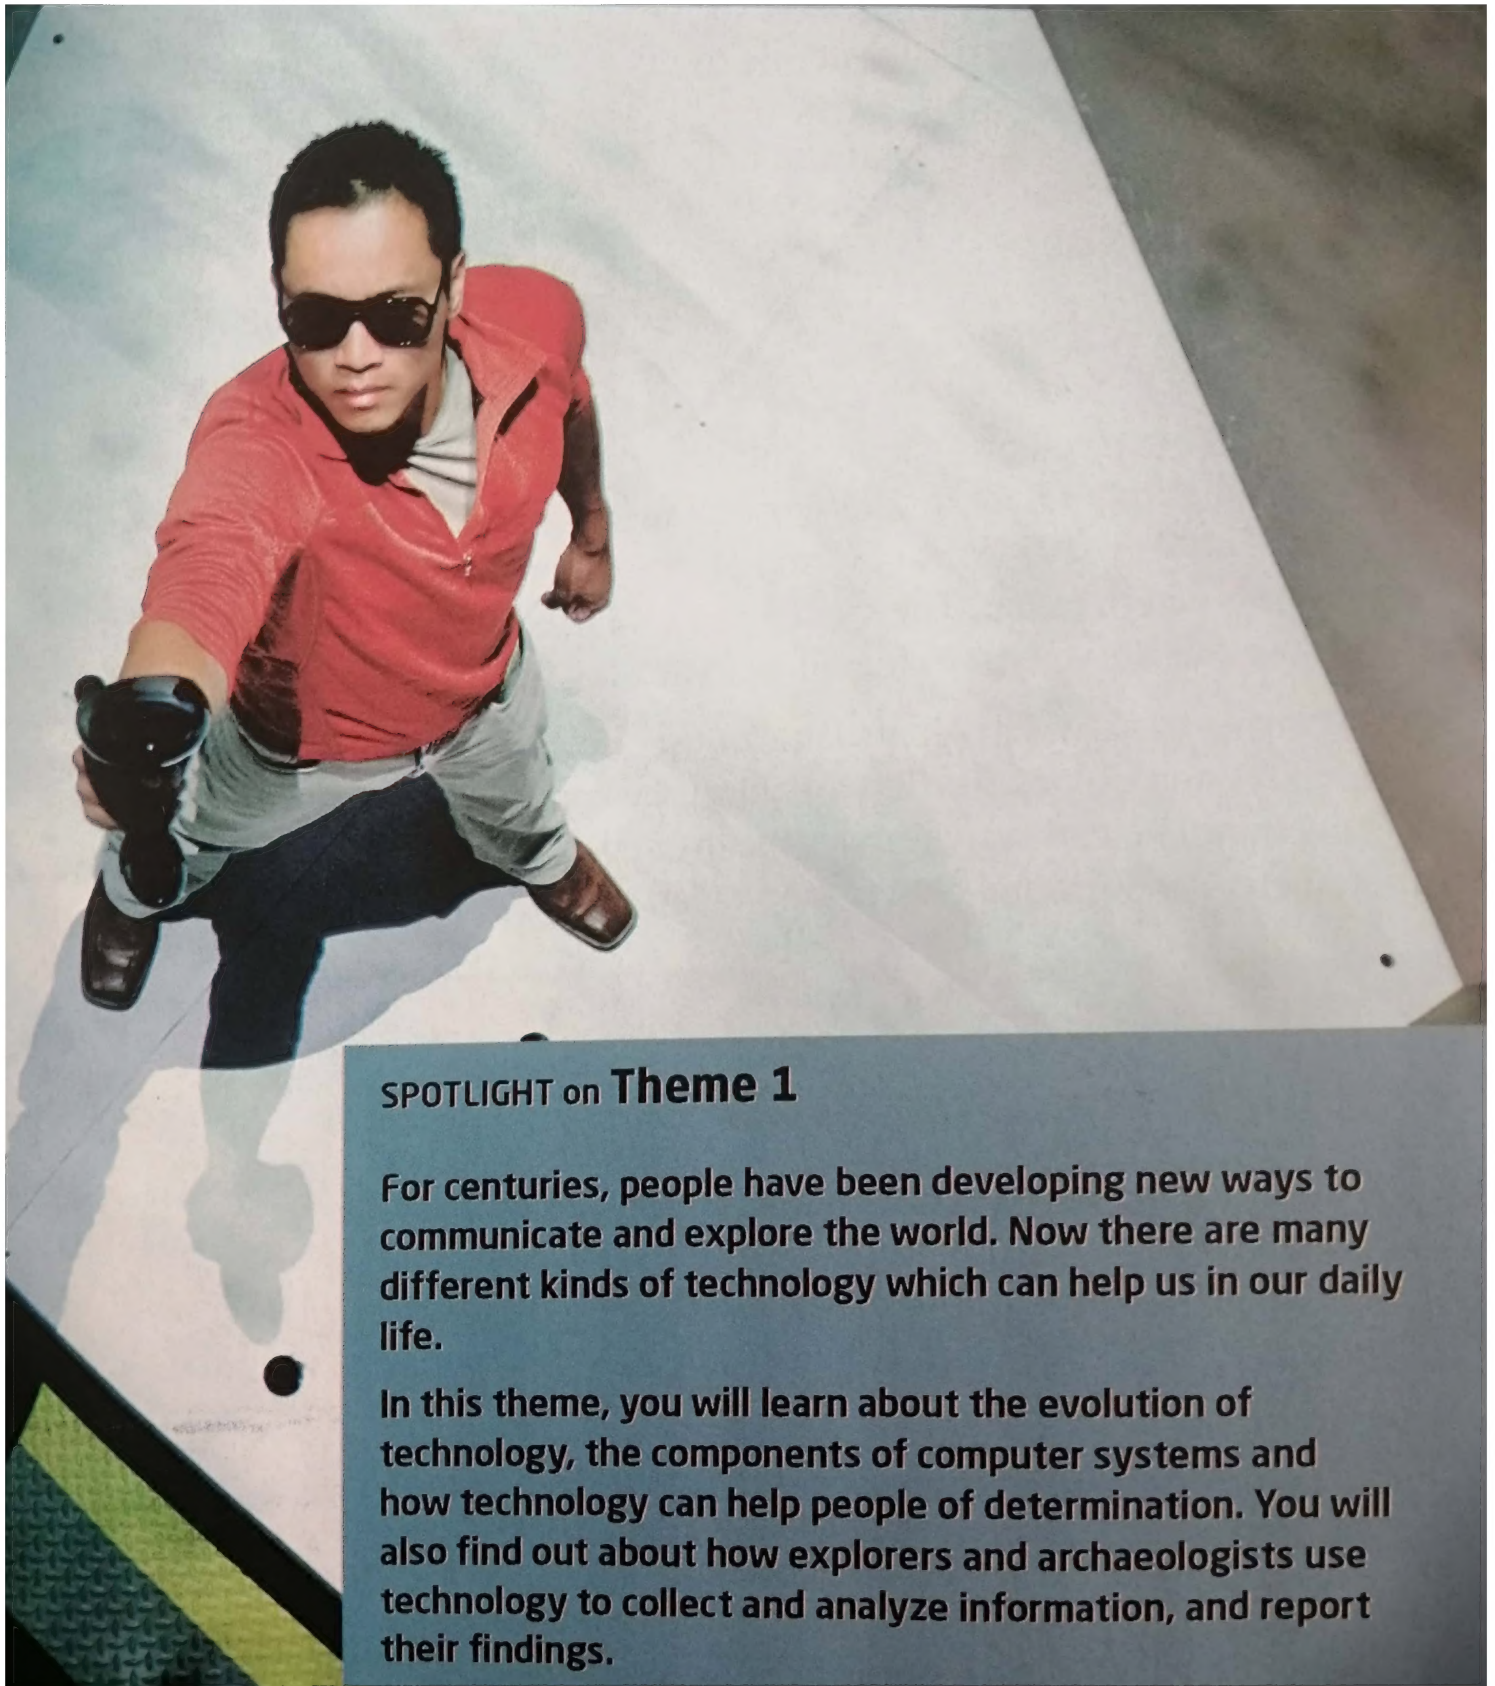 SPOTLIGHT on Theme 1
For centuries, people have been developing new ways to
communicate and explore the world. Now there are many
different kinds of technology which can help us in our daily
life.
In this theme, you will learn about the evolution of
technology, the components of computer systems and
how technology can help people of determination. You will
also find out about how explorers and archaeologists use
technology to collect and analyze information, and report
their findings.